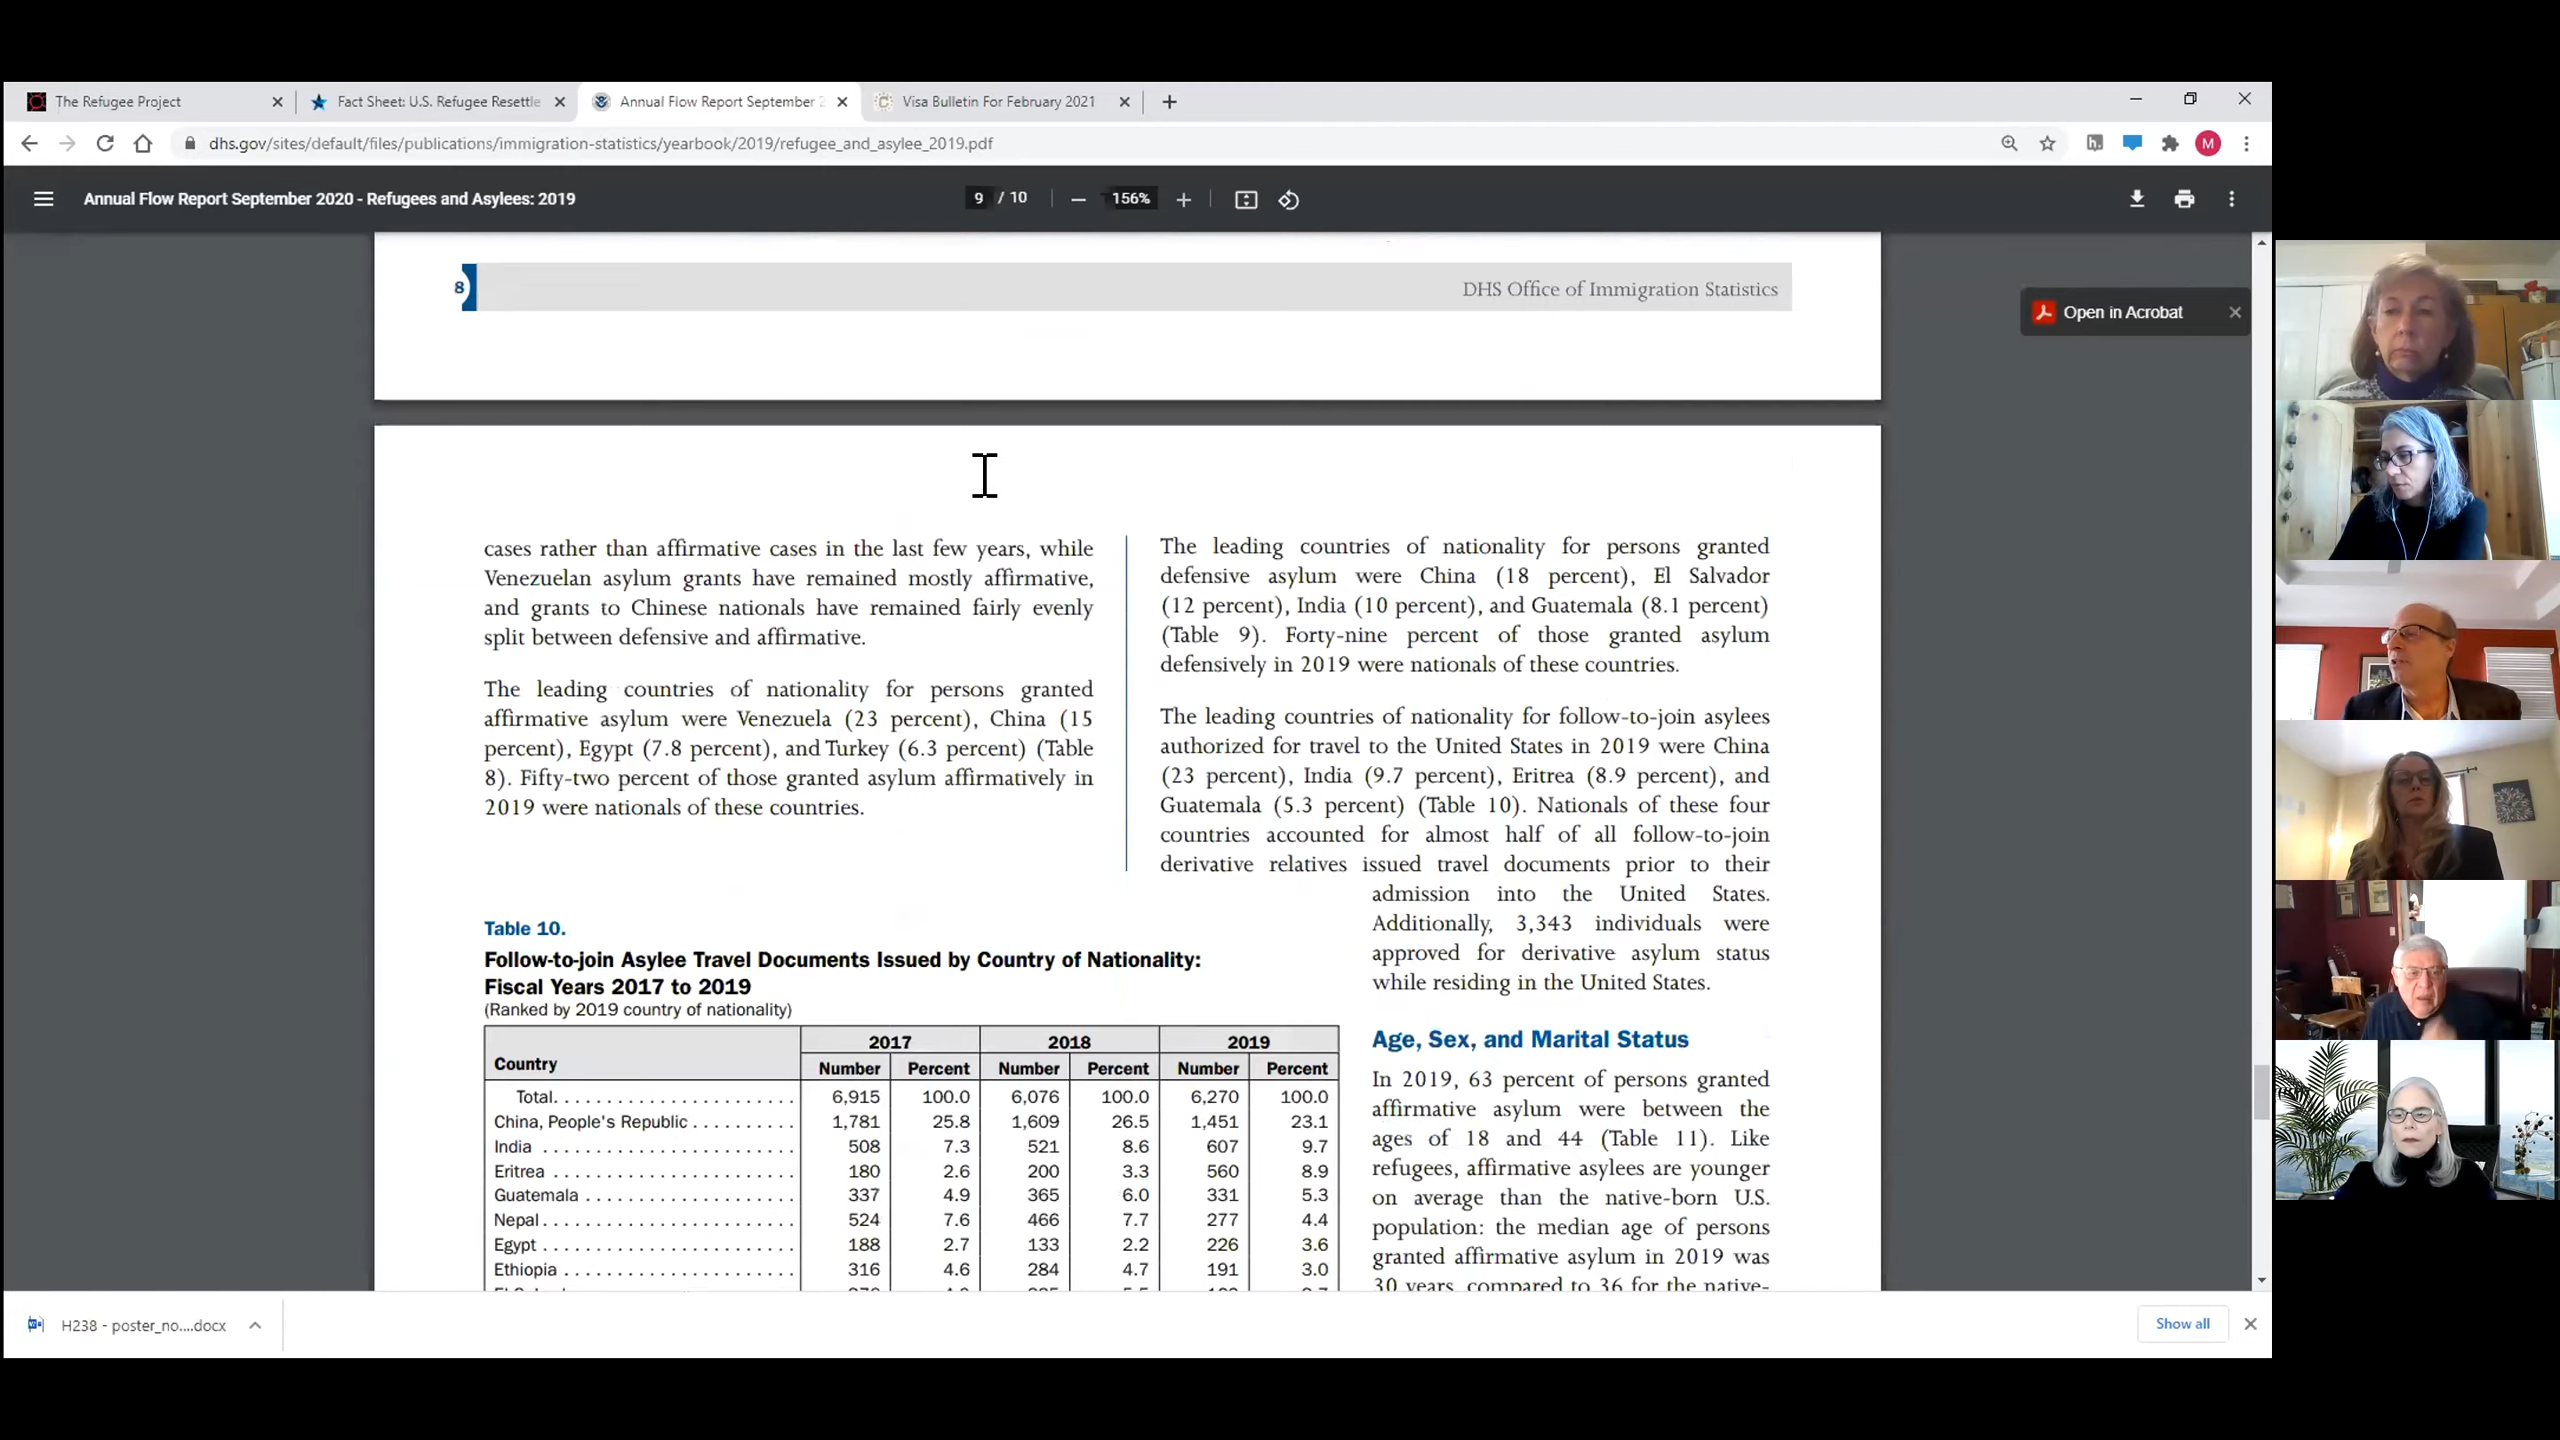 The Refugee Project
Fact Sheet: U.S. Refugee Resettle
Annual Flow Report September 2
Visa Bulletin For February 2021
dhs.gov/sites/default/files/publications/immigration-statistics/yearbook/2019/refugee_and_asylee_2019.pdf
M
Annual Flow Report September 2020 - Refugees and Asylees: 2019
9 / 10
156%
8
DHS Office of Immigration Statistics
Open in Acrobat
cases rather than affirmative cases in the last few years, while
Venezuelan asylum grants have remained mostly affirmative,
and grants to Chinese nationals have remained fairly evenly
split between defensive and affirmative.
The leading countries of nationality for persons granted
affirmative asylum were Venezuela (23 percent), China (15
percent), Egypt (7.8 percent), and Turkey (6.3 percent) (Table
8). Fifty-two percent of those granted asylum affirmatively in
2019 were nationals of these countries.
The leading countries of nationality for persons granted
defensive asylum were China (18 percent), El Salvador
(12 percent), India (10 percent), and Guatemala (8.1 percent)
(Table 9). Forty-nine percent of those granted asylum
defensively in 2019 were nationals of these countries.
The leading countries of nationality for follow-to-join asylees
authorized for travel to the United States in 2019 were China
(23 percent), India (9.7 percent), Eritrea (8.9 percent), and
Guatemala (5.3 percent) (Table 10). Nationals of these four
countries accounted for almost half of all follow-to-join
derivative relatives issued travel documents prior to their
admission into the United States.
Additionally, 3,343 individuals were
approved for derivative asylum status
while residing in the United States.
Table 10.
Follow-to-join Asylee Travel Documents Issued by Country of Nationality:
Fiscal Years 2017 to 2019
(Ranked by 2019 country of nationality)
Country 2017 2018 2019
Number Percent Number Percent Number Percent
Total. 6,915 100.0 6,076 100.0 6,270 100.0
China, People's Republic 1,781 25.8 1,609 26.5 1,451 23.1
India 508 7.3 521 8.6 607 9.7
Eritrea 180 2.6 200 3.3 560 8.9
Guatemala 337 4.9 365 6.0 331 5.3
Nepal 524 7.6 466 7.7 277 4.4
Egypt 188 2.7 133 2.2 226 3.6
Ethiopia 316 4.6 284 4.7 191 3.0
Age, Sex, and Marital Status
In 2019, 63 percent of persons granted
affirmative asylum were between the
ages of 18 and 44 (Table 11). Like
refugees, affirmative asylees are younger
on average than the native-born U.S.
population: the median age of persons
granted affirmative asylum in 2019 was
30 years, compared to 36 for the native-
H238 - poster_no....docx
Show all